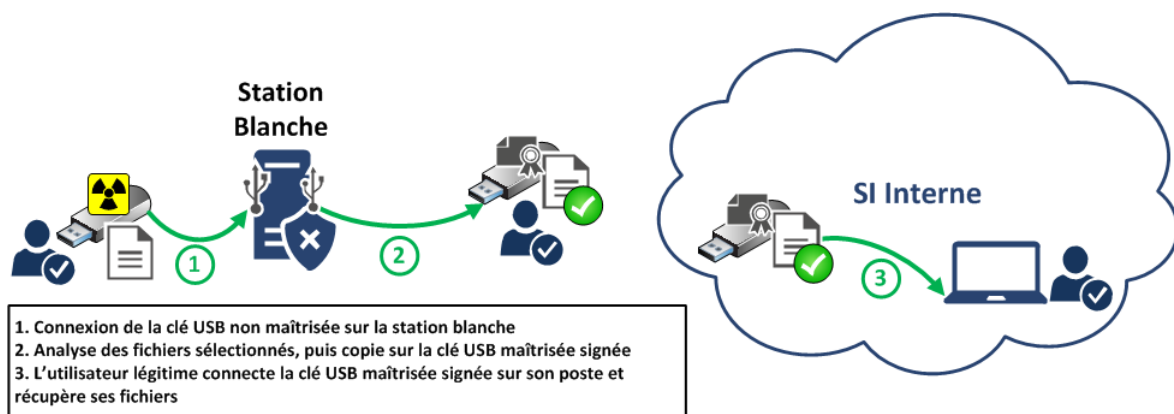 Station
Blanche
SI Interne
1
2
3
1. Connexion de la clé USB non maîtrisée sur la station blanche
2. Analyse des fichiers sélectionnés, puis copie sur la clé USB maîtrisée signée
3. L'utilisateur légitime connecte la clé USB maîtrisée signée sur son poste et
récupère ses fichiers